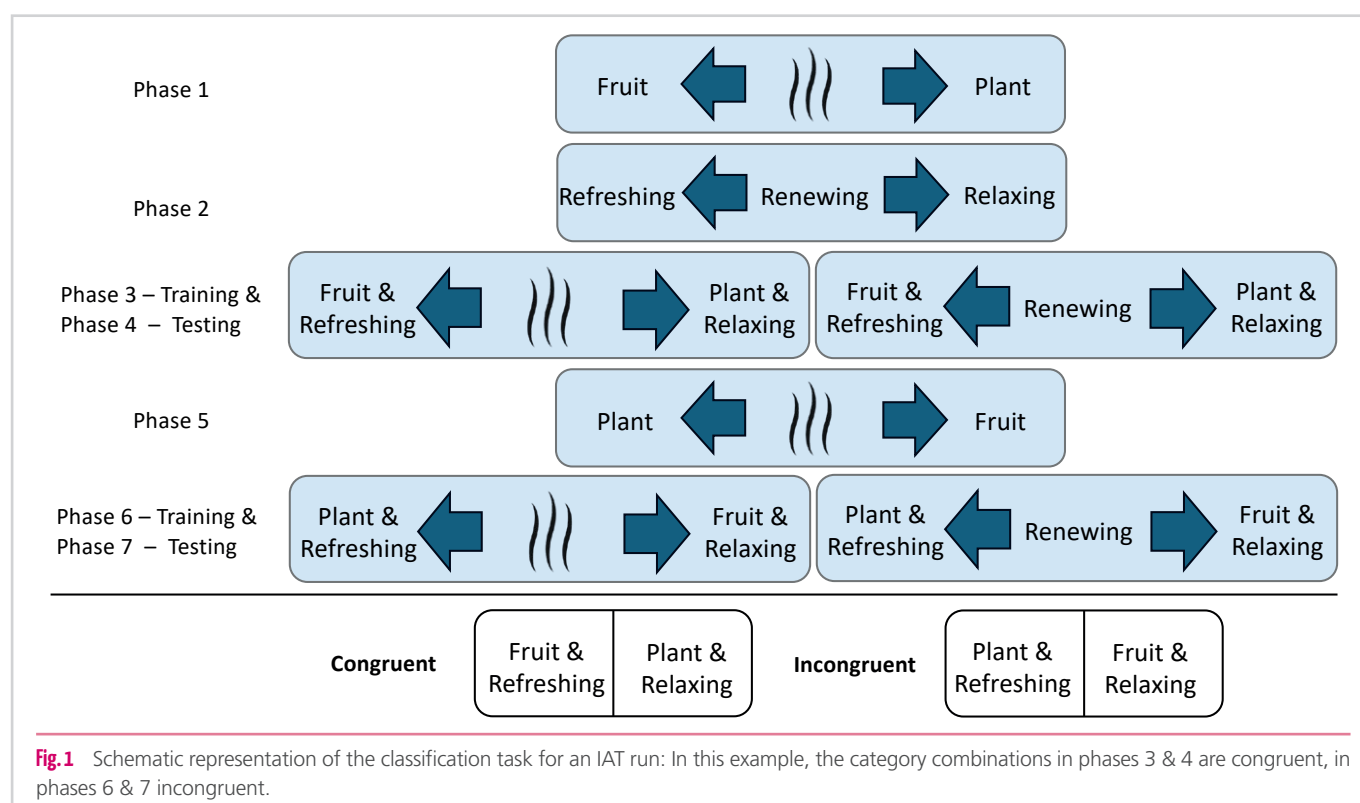 Phase 1
Fruit
Plant
Phase 2
Refreshing
Renewing
Relaxing
Phase 3 – Training &
Phase 4 – Testing
Fruit &
Refreshing
Plant &
Relaxing
Fruit &
Refreshing
Renewing
Plant &
Relaxing
Phase 5
Plant
Fruit
Phase 6 – Training &
Phase 7 – Testing
Plant &
Refreshing
Fruit &
Relaxing
Plant &
Refreshing
Renewing
Fruit &
Relaxing
Congruent
Fruit &
Refreshing
Plant &
Relaxing
Incongruent
Plant &
Refreshing
Fruit &
Relaxing
Fig. 1 Schematic representation of the classification task for an IAT run: In this example, the category combinations in phases 3 & 4 are congruent, in
phases 6 & 7 incongruent.